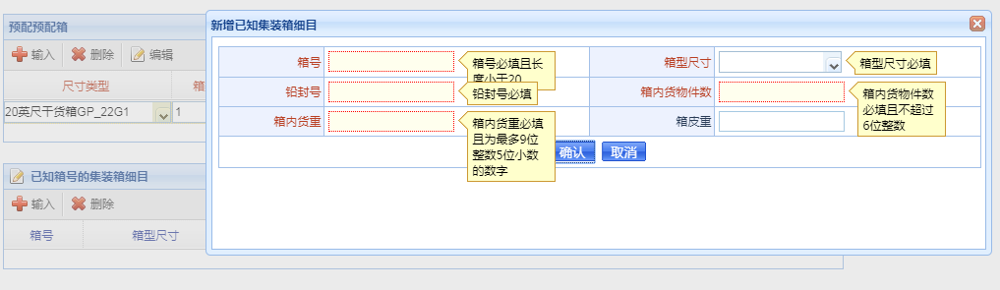 预配预配箱
输入 删除 编辑
尺寸类型 箱
20英尺干货箱GP_22G1 1
已知箱号的集装箱细目
输入 删除
箱号 箱型尺寸
新增已知集装箱细目
箱号
箱号必填且长
度小于20
箱型尺寸
箱型尺寸必填
铅封号
铅封号必填
箱内货物件数
箱内货物件数
必填且不超过
6位整数
箱内货重
箱内货重必填
且为最多9位
整数5位小数
的数字
箱皮重
确认 取消